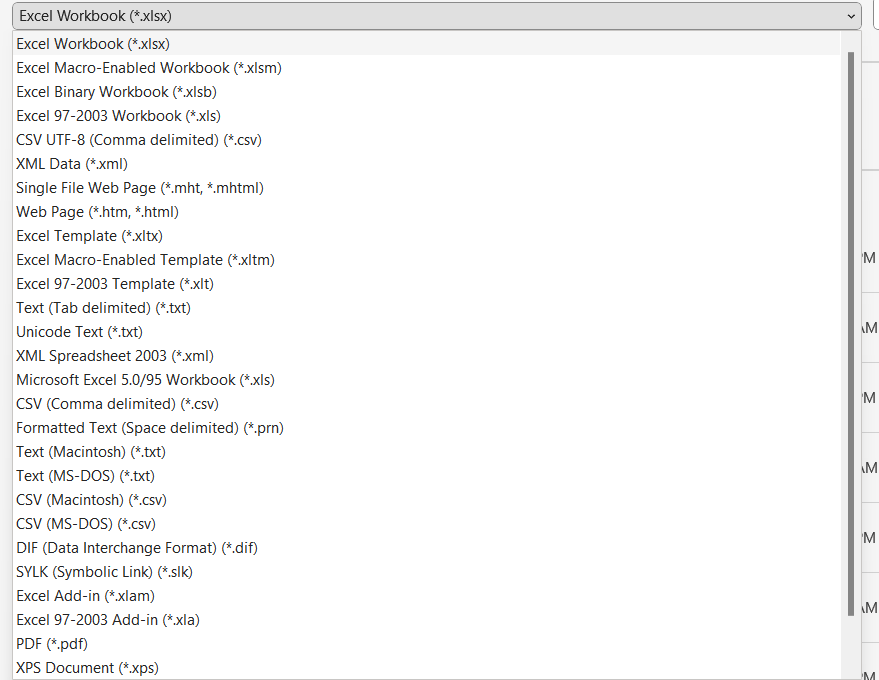 Excel Workbook (*.xlsx)
Excel Workbook (*.xlsx)
Excel Macro-Enabled Workbook (*.xlsm)
Excel Binary Workbook (*.xlsb)
Excel 97-2003 Workbook (*.xls)
CSV UTF-8 (Comma delimited) (*.csv)
XML Data (*.xml)
Single File Web Page (*.mht, *.mhtml)
Web Page (*.htm, *.html)
Excel Template (*.xltx)
Excel Macro-Enabled Template (*.xltm)
PM
Excel 97-2003 Template (*.xlt)
Text (Tab delimited) (*.txt)
Unicode Text (*.txt)
AM
XML Spreadsheet 2003 (*.xml)
Microsoft Excel 5.0/95 Workbook (*.xls)
CSV (Comma delimited) (*.csv)
PM
Formatted Text (Space delimited) (*.prn)
Text (Macintosh) (*.txt)
Text (MS-DOS) (*.txt)
AM
CSV (Macintosh) (*.csv)
CSV (MS-DOS) (*.csv)
PM
DIF (Data Interchange Format) (*.dif)
SYLK (Symbolic Link) (*.slk)
Excel Add-in (*.xlam)
AM
Excel 97-2003 Add-in (*.xla)
PDF (*.pdf)
XPS Document (*.xps)
PM